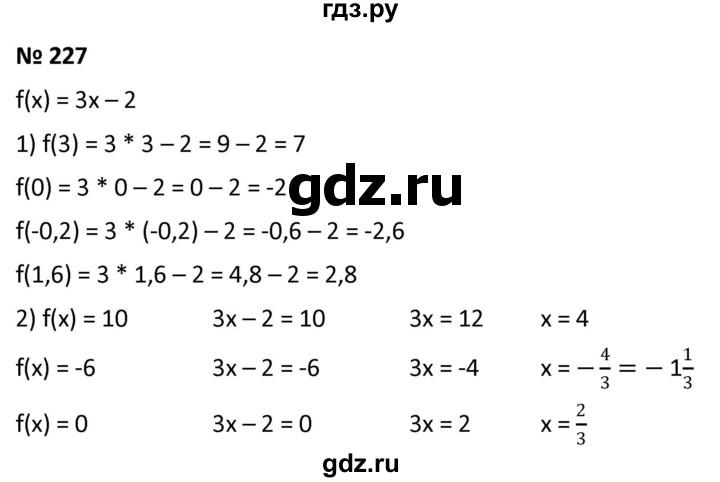 гдз.ру
№ 227
f(x) = 3x – 2
1) f(3) = 3 * 3 – 2 = 9 – 2 = 7
f(0) = 3 * 0 – 2 = 0 – 2 = -2
gdz.ru
f(-0,2) = 3 * (-0,2) – 2 = -0,6 – 2 = -2,6
f(1,6) = 3 * 1,6 – 2 = 4,8 – 2 = 2,8
2) f(x) = 10 3x – 2 = 10 3x = 12 x = 4
f(x) = -6 3x – 2 = -6 3x = -4 x = − 4/3 = − 1 1/3
f(x) = 0 3x – 2 = 0 3x = 2 x = 2/3
gdz.ru